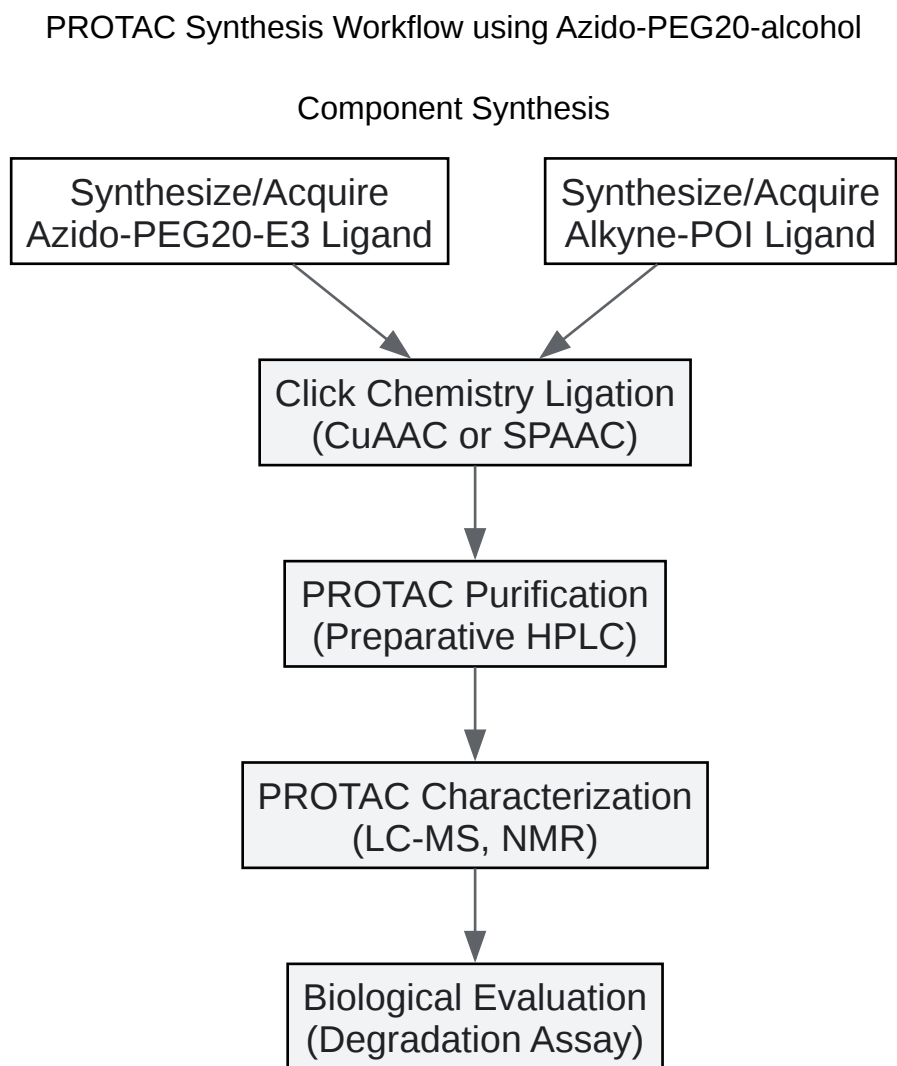 PROTAC Synthesis Workflow using Azido-PEG20-alcohol
Component Synthesis
Synthesize/Acquire
Azido-PEG20-E3 Ligand
Synthesize/Acquire
Alkyne-POI Ligand
Click Chemistry Ligation
(CuAAC or SPAAC)
PROTAC Purification
(Preparative HPLC)
PROTAC Characterization
(LC-MS, NMR)
Biological Evaluation
(Degradation Assay)